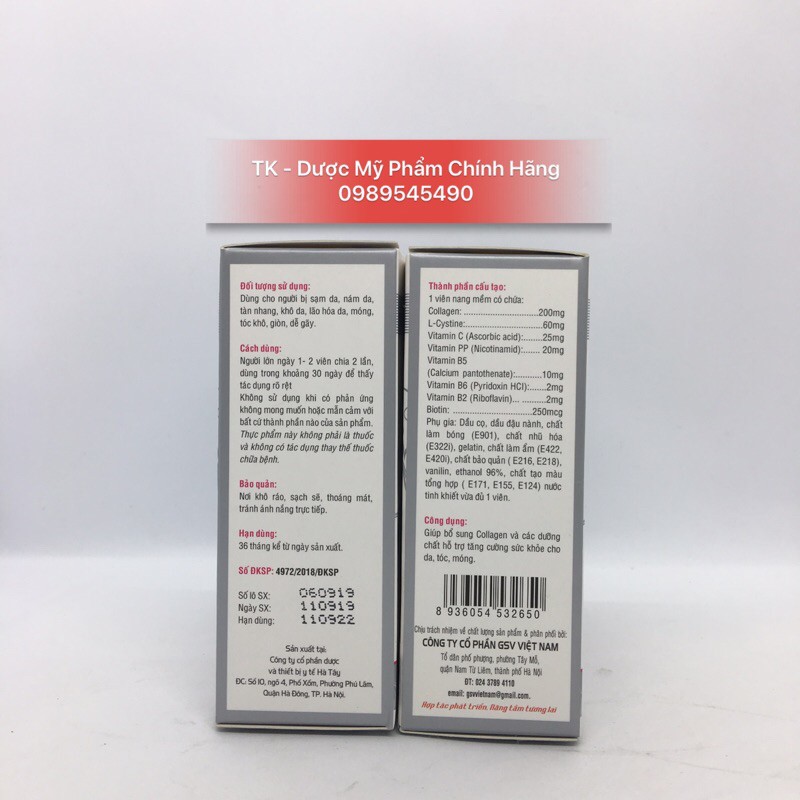 TK - Dược Mỹ Phẩm Chính Hãng
0989545490
Đối tượng sử dụng:
Dùng cho người bị sạm da, nám da,
tàn nhang, khô da, lão hóa da, móng,
tóc khô, giòn, dễ gãy.
Cách dùng:
Người lớn ngày 1- 2 viên chia 2 lần,
dùng trong khoảng 30 ngày để thấy
tác dụng rõ rệt
Không sử dụng khi có phản ứng
không mong muốn hoặc mẫn cảm với
bất cứ thành phần nào của sản phẩm.
Thực phẩm này không phải là thuốc
và không có tác dụng thay thế thuốc
chữa bệnh.
Bảo quản:
Nơi khô ráo, sạch sẽ, thoáng mát,
tránh ánh nắng trực tiếp.
Hạn dùng:
36 tháng kể từ ngày sản xuất.
Số ĐKSP: 4972/2018/ĐKSP
Số lô SX: 060919
Ngày SX: 110919
Hạn dùng: 110922
Sản xuất tại:
Công ty cổ phần dược
và thiết bị y tế Hà Tây
ĐC: Số 10, ngõ 4, Phố Xốm, Phường Phú Lãm,
Quận Hà Đông, TP. Hà Nội.
Thành phần cấu tạo:
1 viên nang mềm có chứa:
Collagen:..............................200mg
L-Cystine:.............................60mg
Vitamin C (Ascorbic acid):........25mg
Vitamin PP (Nicotinamid):....... 20mg
Vitamin B5
(Calcium pantothenate):..........10mg
Vitamin B6 (Pyridoxin HCl):.......2mg
Vitamin B2 (Riboflavin)... .........2mg
Biotin: ..............................250mcg
Phụ gia: Dầu cọ, dầu đậu nành, chất
làm bóng (E901), chất nhũ hóa
(E322i), gelatin, chất làm ẩm (E422,
E420i), chất bảo quản ( E216, E218),
vanilin, ethanol 96%, chất tạo màu
tổng hợp ( E171, E155, E124) nước
tinh khiết vừa đủ 1 viên.
Công dụng:
Giúp bổ sung Collagen và các dưỡng
chất hỗ trợ tăng cường sức khỏe cho
da, tóc, móng.
8 936054 532650
Chịu trách nhiệm về chất lượng sản phẩm & phân phối bởi:
CÔNG TY CỔ PHẦN GSV VIỆT NAM
Tổ dân phố phượng, phường Tây Mỗ,
quận Nam Từ Liêm, thành phố Hà Nội
ĐT: 024 3789 4110
email: gsvvietnam@gmail.com
Hợp tác phát triển. Nâng tầm tương lai